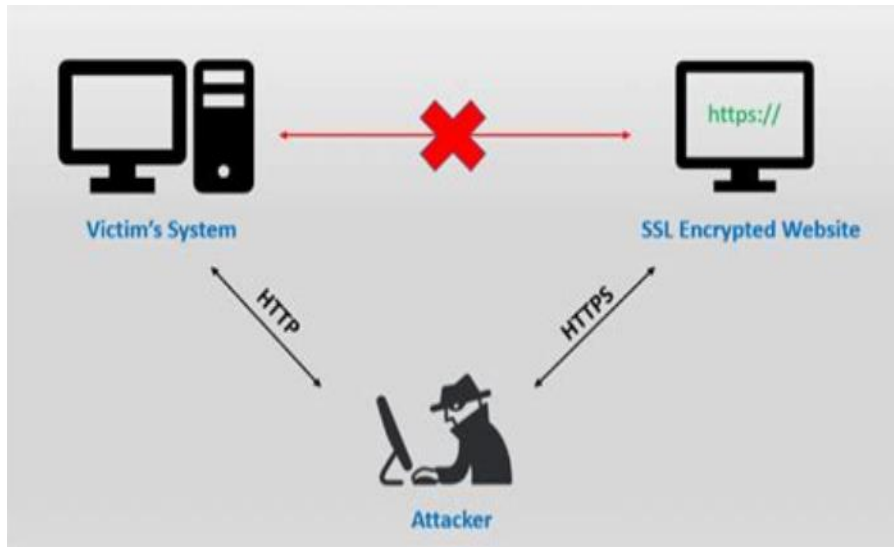 https://
Victim's System
SSL Encrypted Website
HTTP
HTTPS
Attacker